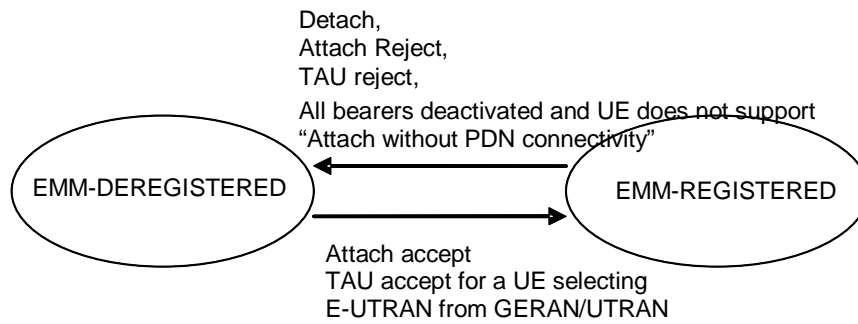 Detach,
Attach Reject,
TAU reject,
All bearers deactivated and UE does not support
“Attach without PDN connectivity”
EMM-DEREGISTERED
EMM-REGISTERED
Attach accept
TAU accept for a UE selecting
E-UTRAN from GERAN/UTRAN